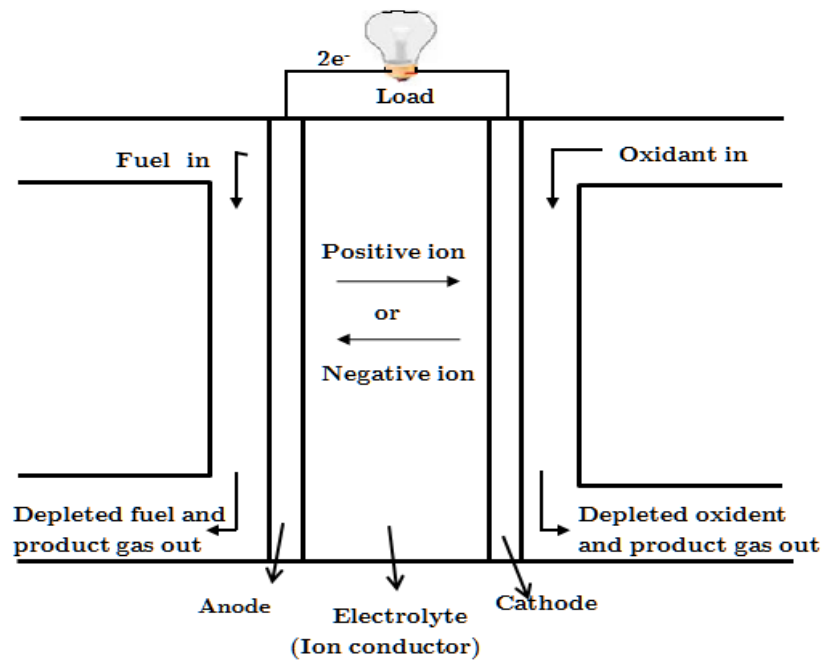 2e-
Load
Fuel in
Oxidant in
Positive ion
or
Negative ion
Depleted fuel and
product gas out
Depleted oxident
and product gas out
Anode
Electrolyte
(Ion conductor)
Cathode